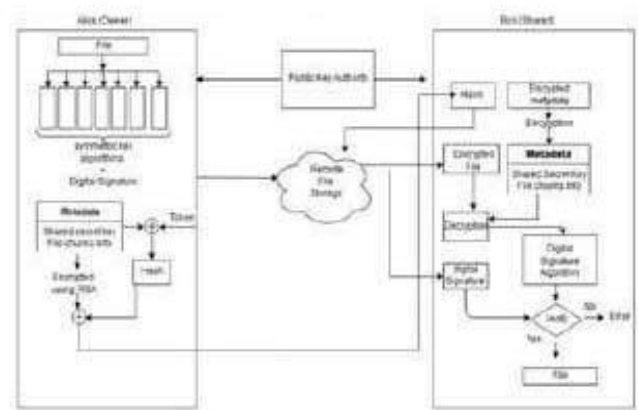 Alice (Owner)
File
Symmetric key
algorithms
+
Digital Signature
Metadata
Shared secret key
File chunks info
Token
Hash
Encrypted
using RSA
Public Key Authority
Remote
File
Storage
Bob (Shared)
Hash
Encrypted
metadata
Decryption
Metadata
Shared Secret key
File chunks info
Encrypted
File
Decryption
Digital
Signature
Digital
Signature
Algorithm
Valid
No
Error
Yes
File